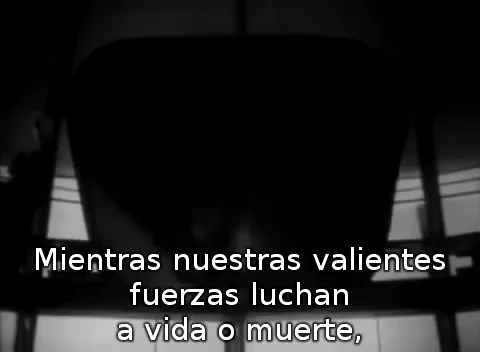 Mientras nuestras valientes
fuerzas luchan
a vida o muerte,